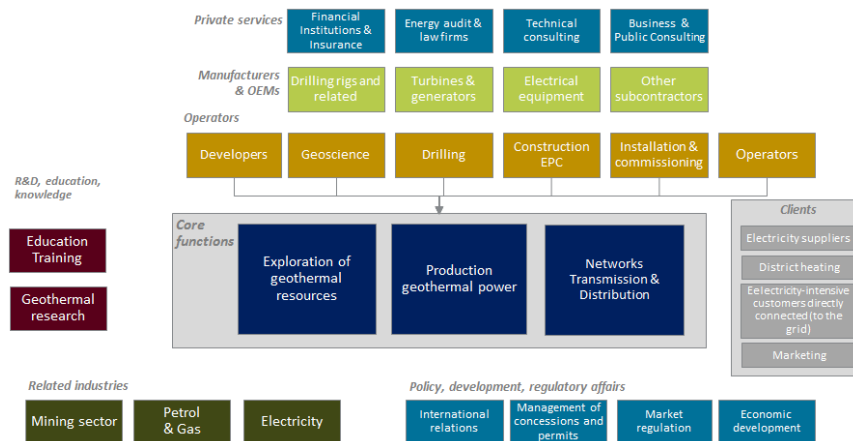 Private services
Financial
Institutions &
Insurance
Energy audit &
law firms
Technical
consulting
Business &
Public Consulting
Manufacturers
& OEMs
Drilling rigs and
related
Turbines &
generators
Electrical
equipment
Other
subcontractors
Operators
Developers
Geoscience
Drilling
Construction
EPC
Installation &
commissioning
Operators
R&D, education,
knowledge
Education
Training
Geothermal
research
Core
functions
Exploration of
geothermal
resources
Production
geothermal power
Networks
Transmission &
Distribution
Clients
Electricity suppliers
District heating
Ee lectricity-intensive
customers directly
connected (to the
grid)
Marketing
Related industries
Mining sector
Petrol
& Gas
Electricity
Policy, development, regulatory affairs
International
relations
Management of
concessions and
permits
Market
regulation
Economic
development